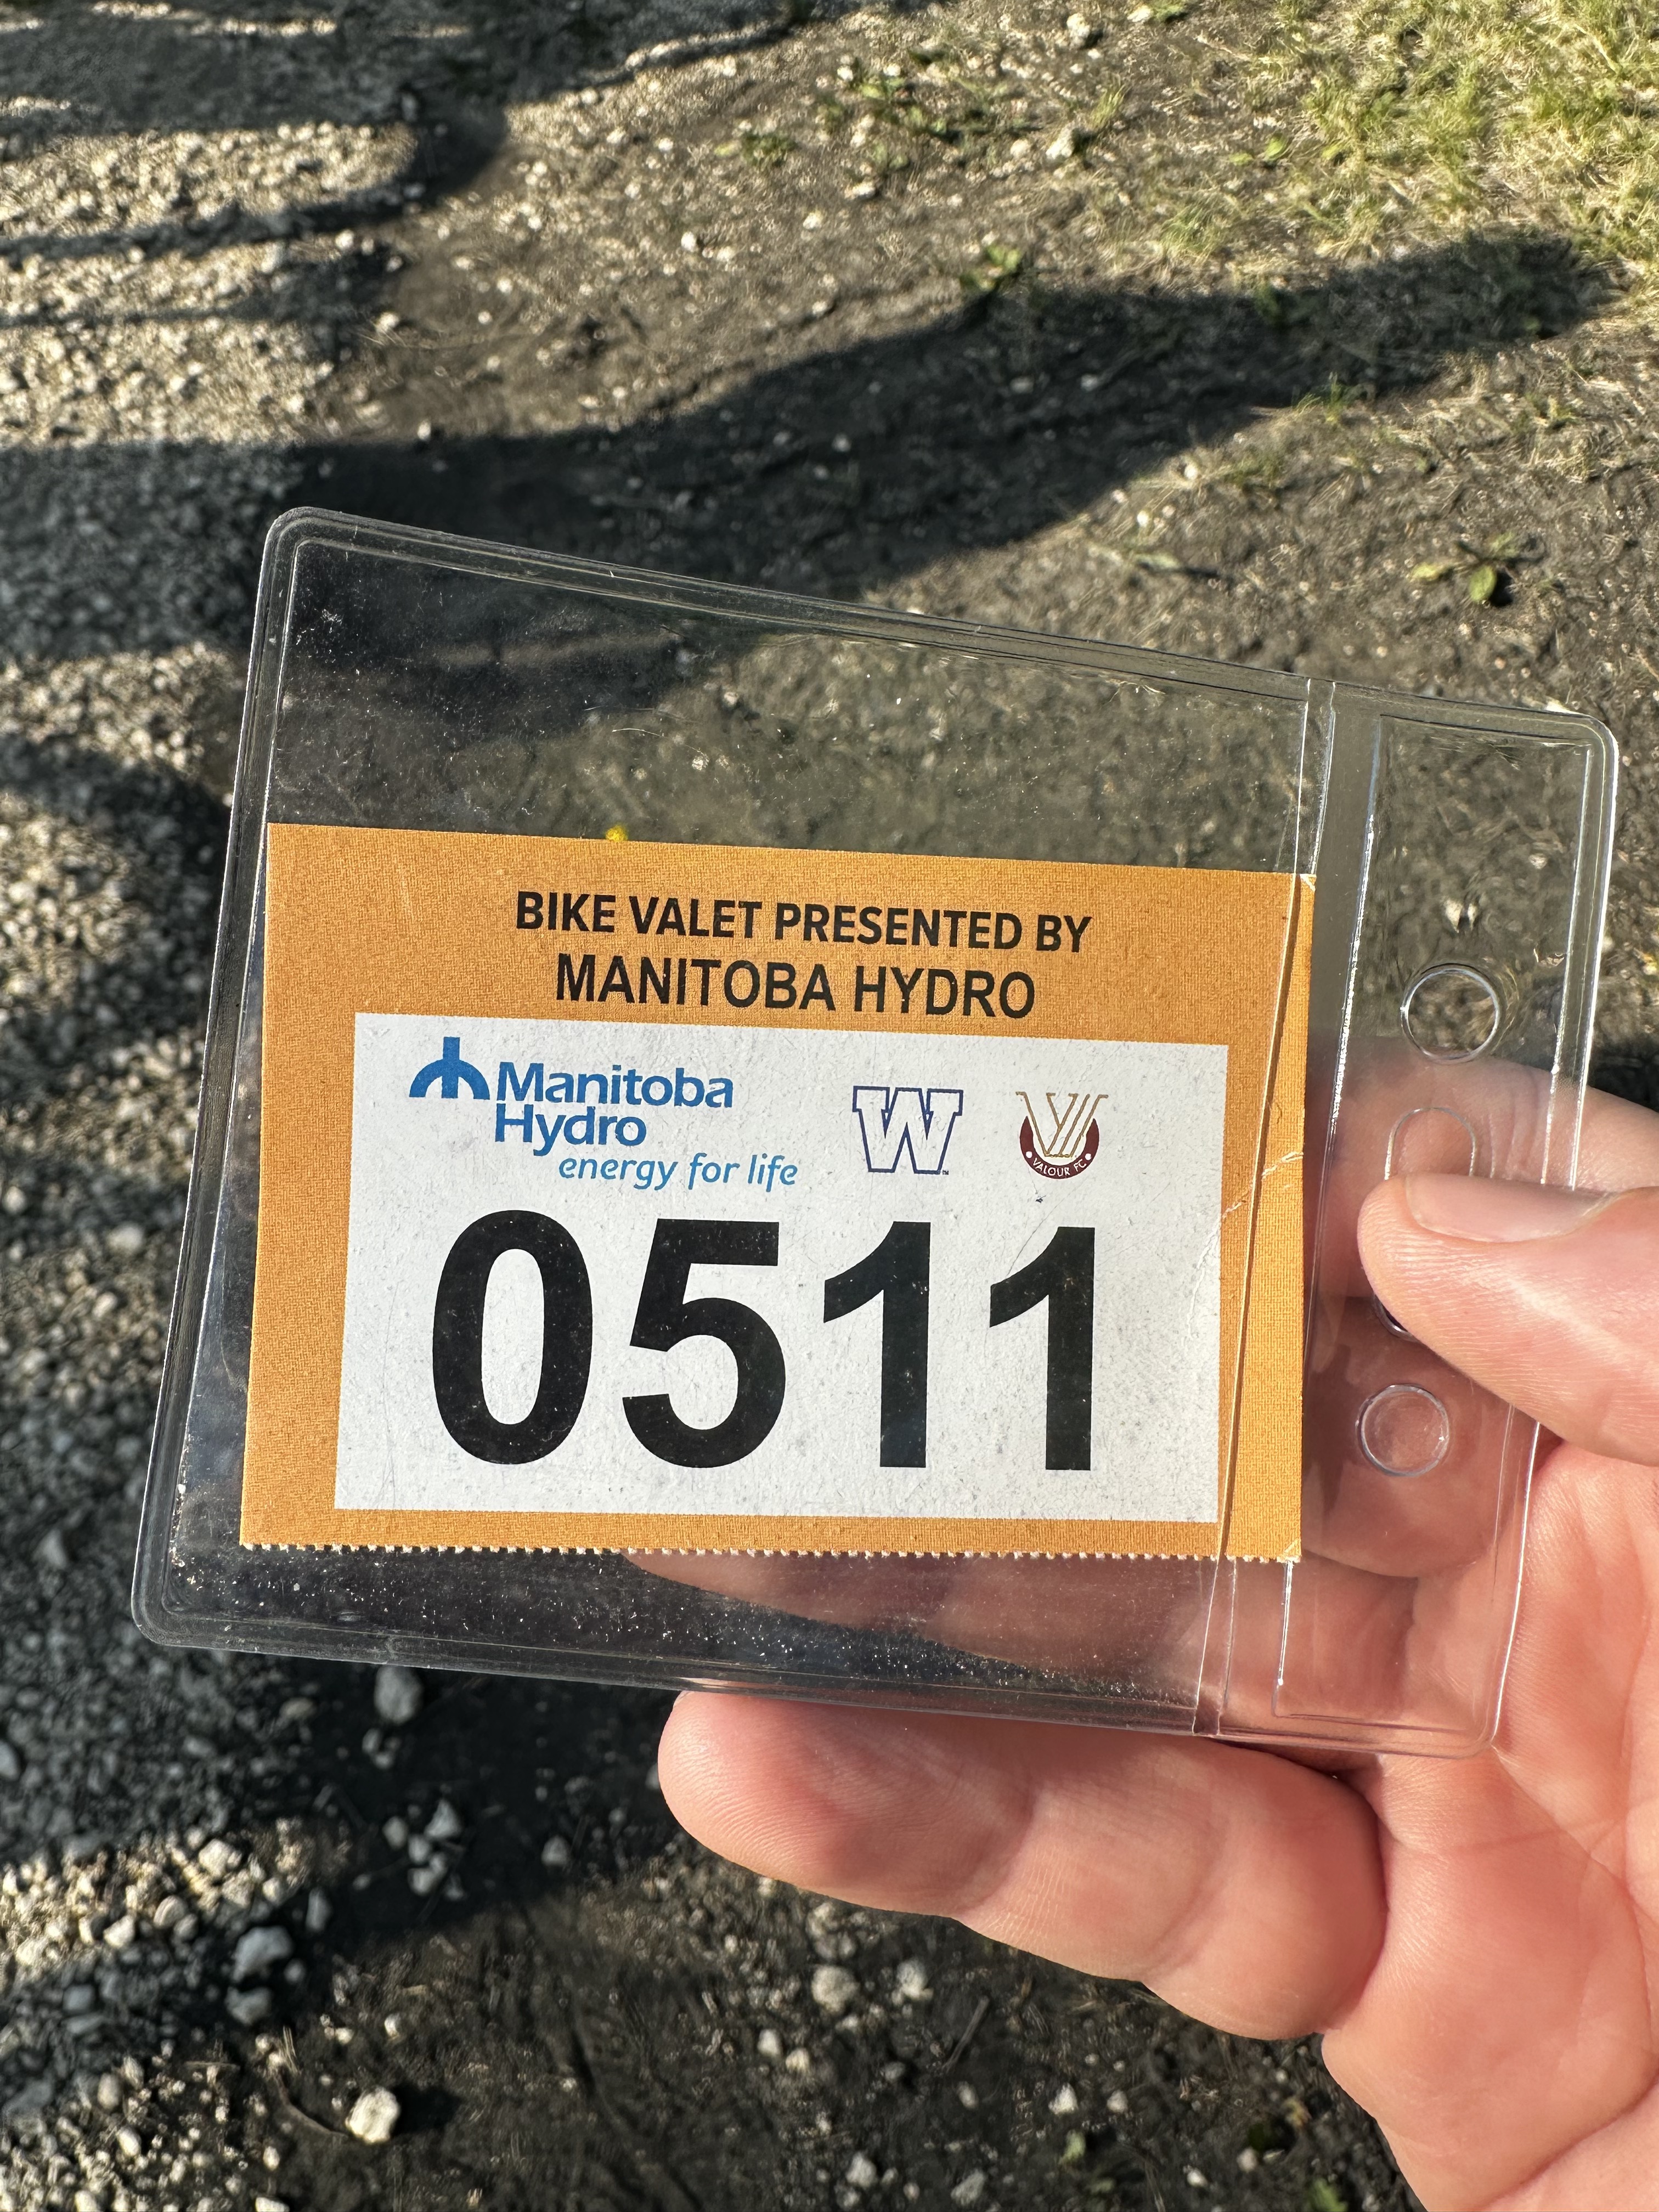 BIKE VALET PRESENTED BY
MANITOBA HYDRO
Manitoba
Hydro
energy for life
W
VALOUR FC
0511